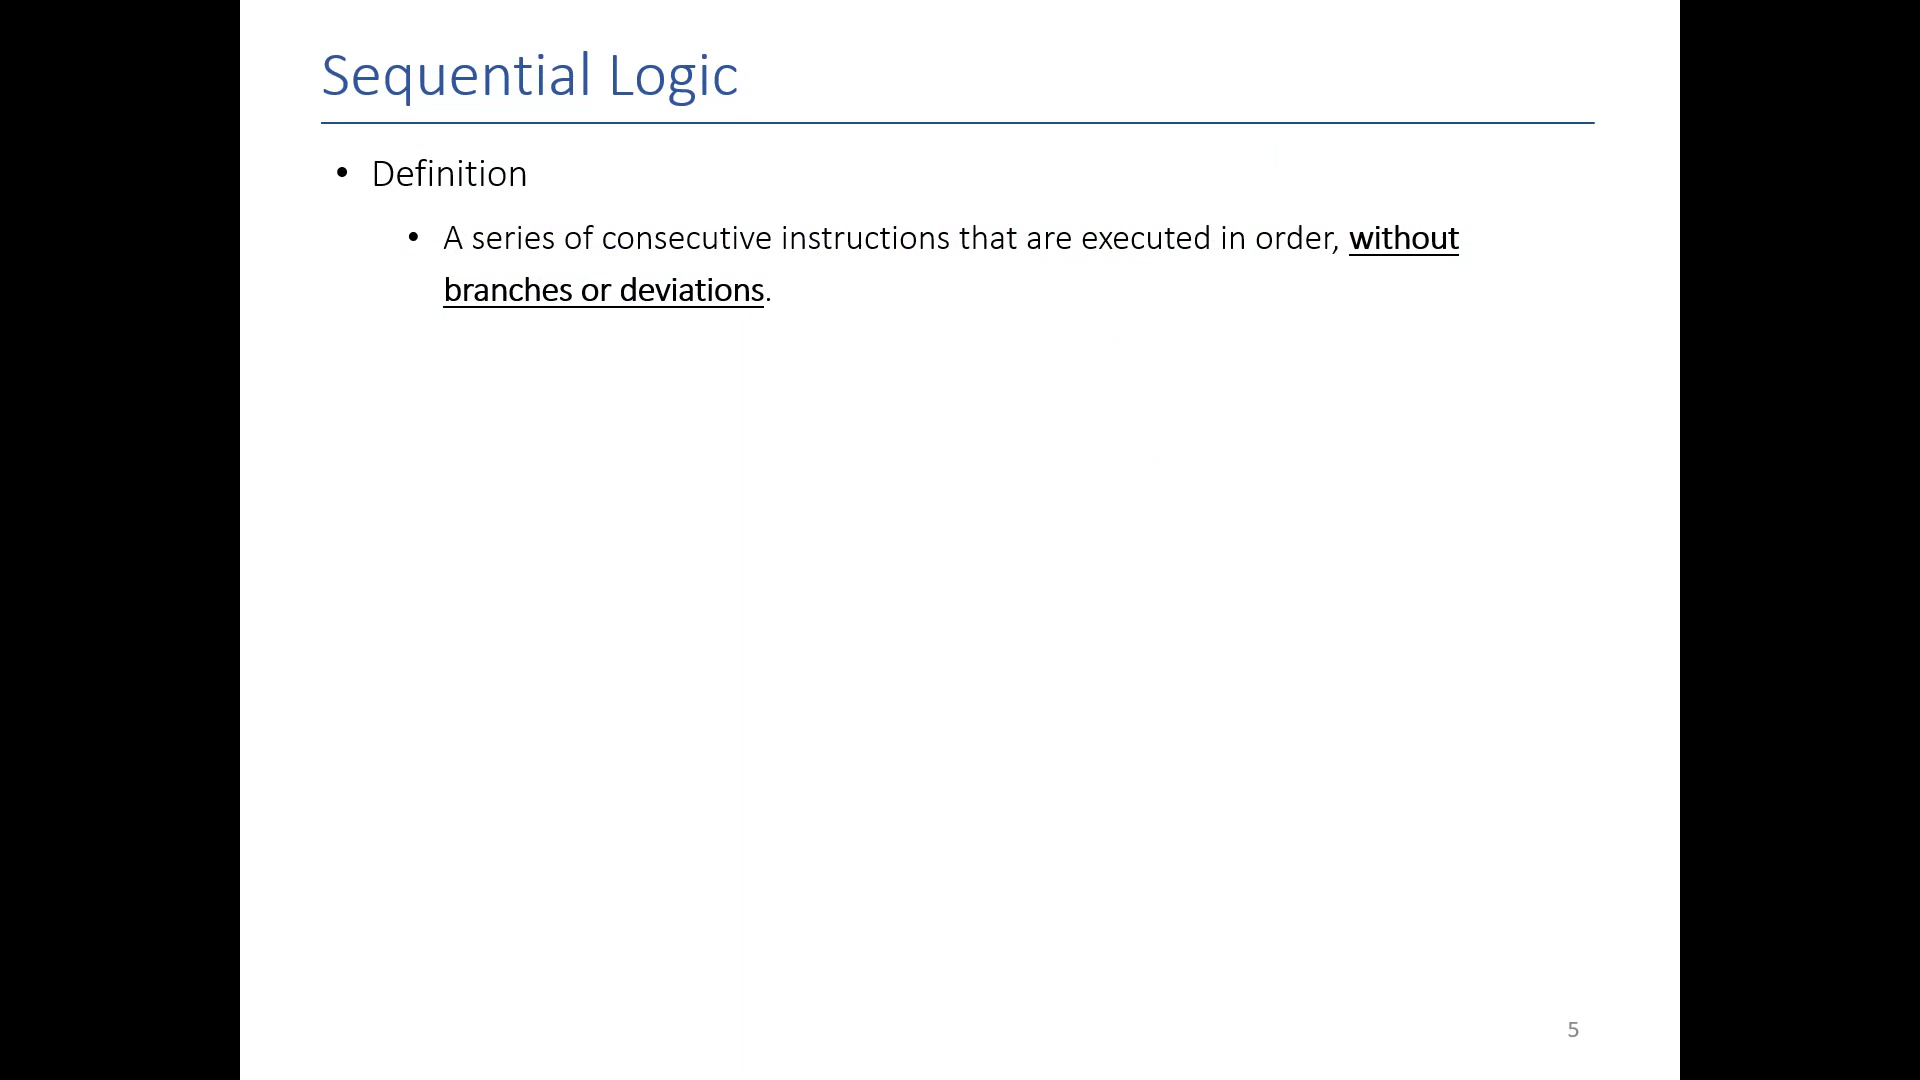 Sequential Logic
• Definition
• A series of consecutive instructions that are executed in order, without
branches or deviations.
5